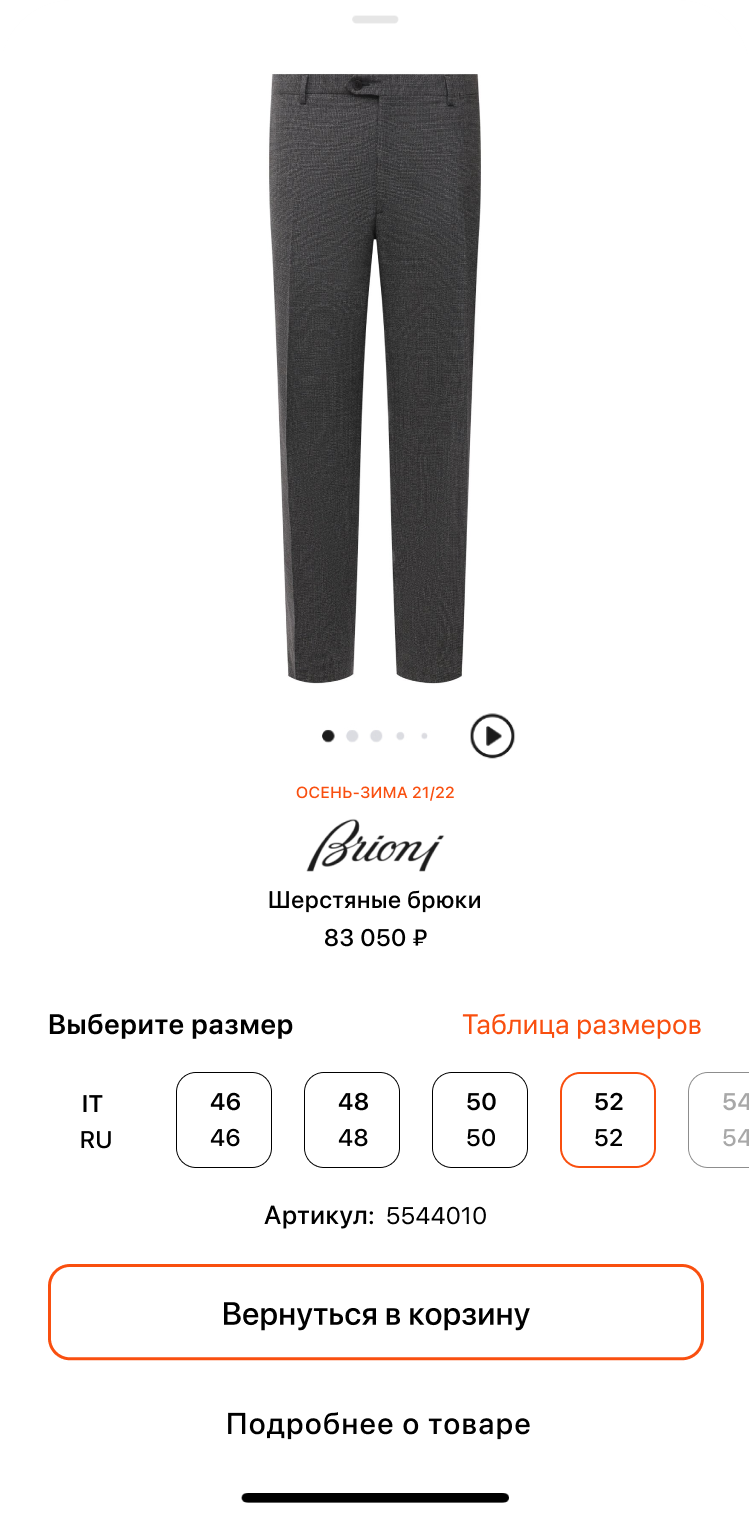 ОСЕНЬ-ЗИМА 21/22
Brioni
Шерстяные брюки
83 050 ₽
Выберите размер
Таблица размеров
IT 46 48 50 52 54
RU 46 48 50 52 54
Артикул: 5544010
Вернуться в корзину
Подробнее о товаре